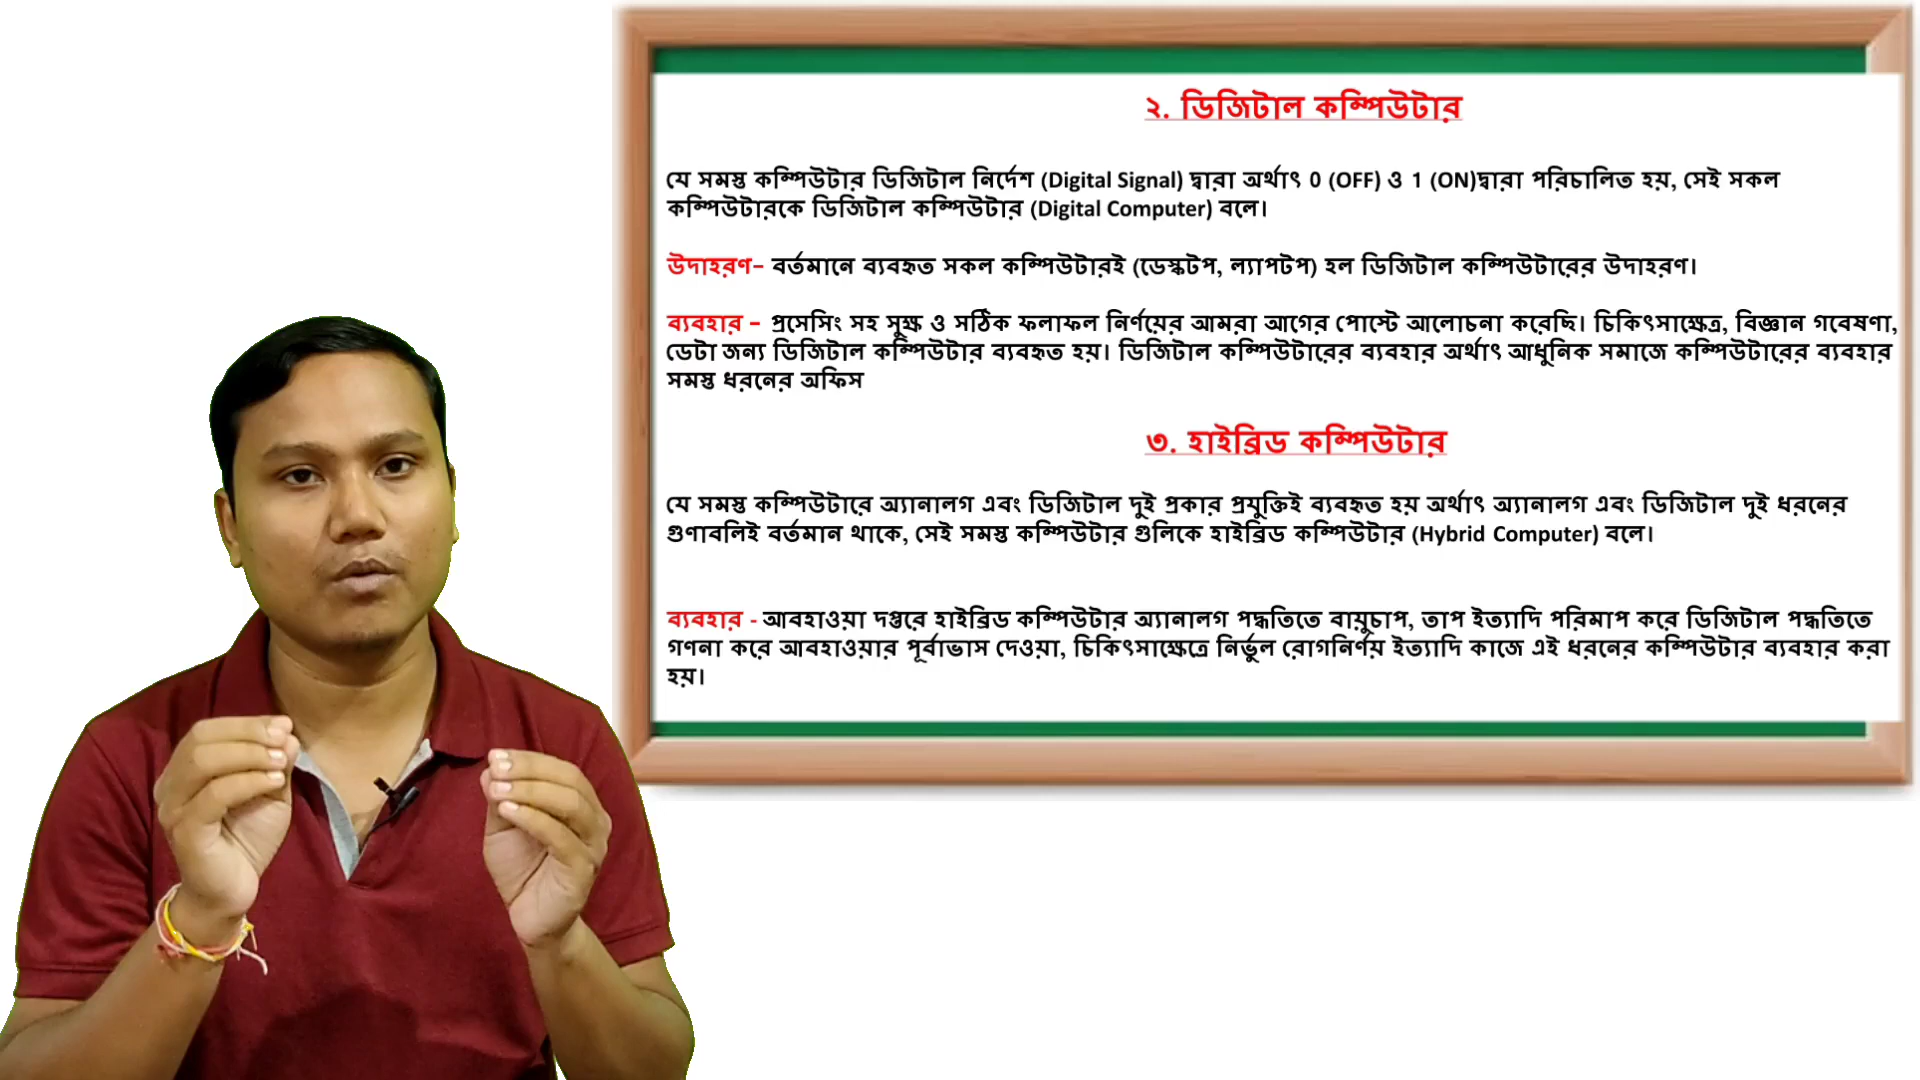 ২. ডিজিটাল কম্পিউটার
যে সমস্ত কম্পিউটার ডিজিটাল নির্দেশ (Digital Signal) দ্বারা অর্থাৎ 0 (OFF) ও 1 (ON)দ্বারা পরিচালিত হয়, সেই সকল
কম্পিউটারকে ডিজিটাল কম্পিউটার (Digital Computer) বলে।
উদাহরণ– বর্তমানে ব্যবহৃত সকল কম্পিউটারই (ডেস্কটপ, ল্যাপটপ) হল ডিজিটাল কম্পিউটারের উদাহরণ।
ব্যবহার – প্রসেসিং সহ সুক্ষ ও সঠিক ফলাফল নির্ণয়ের আমরা আগের পোস্টে আলোচনা করেছি। চিকিৎসাক্ষেত্র, বিজ্ঞান গবেষণা,
ডেটা জন্য ডিজিটাল কম্পিউটার ব্যবহৃত হয়। ডিজিটাল কম্পিউটারের ব্যবহার অর্থাৎ আধুনিক সমাজে কম্পিউটারের ব্যবহার
সমস্ত ধরনের অফিস
৩. হাইব্রিড কম্পিউটার
যে সমস্ত কম্পিউটারে অ্যানালগ এবং ডিজিটাল দুই প্রকার প্রযুক্তিই ব্যবহৃত হয় অর্থাৎ অ্যানালগ এবং ডিজিটাল দুই ধরনের
গুণাবলিই বর্তমান থাকে, সেই সমস্ত কম্পিউটার গুলিকে হাইব্রিড কম্পিউটার (Hybrid Computer) বলে।
ব্যবহার - আবহাওয়া দপ্তরে হাইব্রিড কম্পিউটার অ্যানালগ পদ্ধতিতে বায়ুচাপ, তাপ ইত্যাদি পরিমাপ করে ডিজিটাল পদ্ধতিতে
গণনা করে আবহাওয়ার পূর্বাভাস দেওয়া, চিকিৎসাক্ষেত্রে নির্ভুল রোগনির্ণয় ইত্যাদি কাজে এই ধরনের কম্পিউটার ব্যবহার করা
হয়।